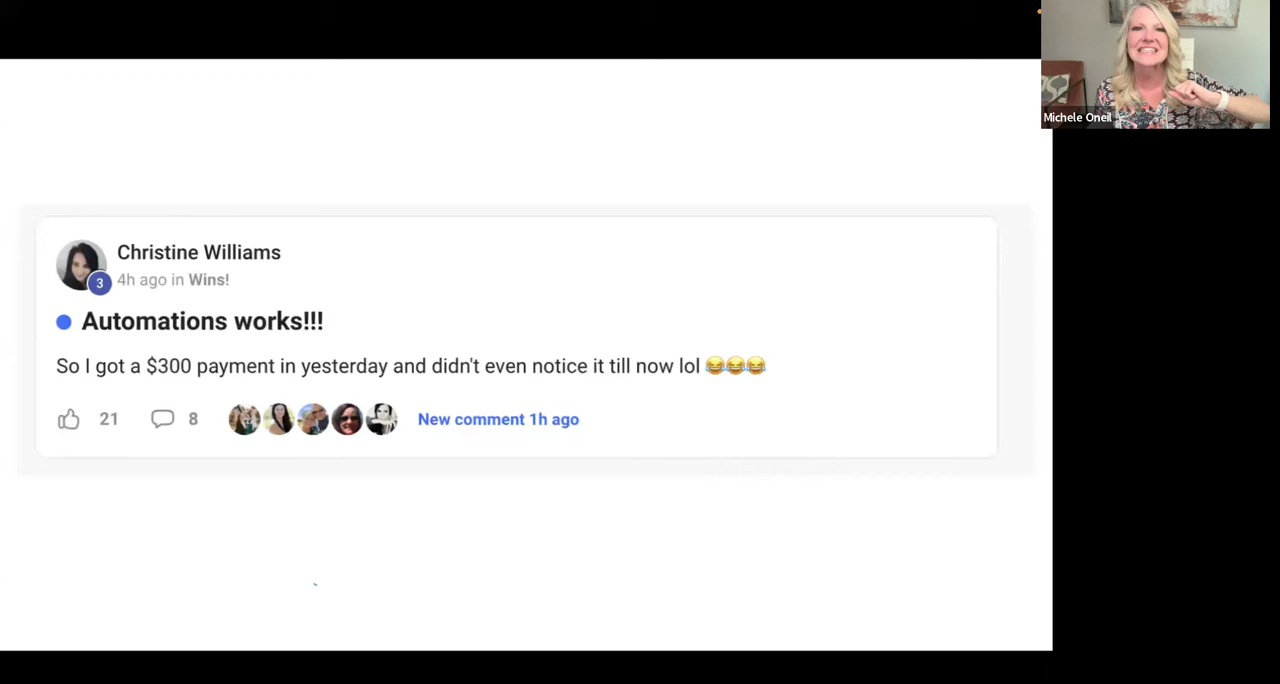 Michele Oneil
Christine Williams
3
4h ago in Wins!
Automations works!!!
So I got a $300 payment in yesterday and didn't even notice it till now lol 😂😂😂
21 8 New comment 1h ago